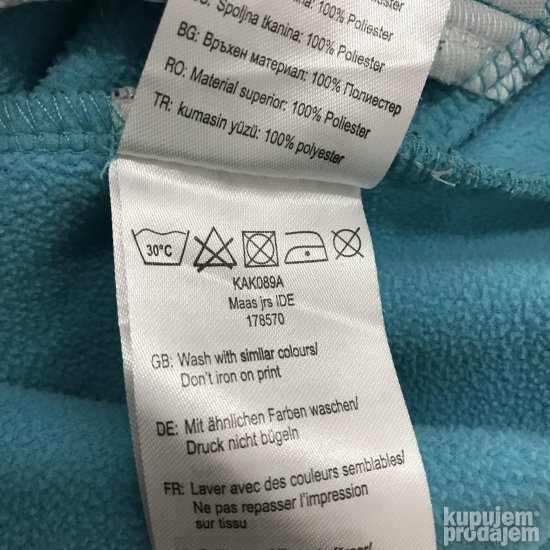 100% Poliester
Spoljna tkanina: 100% Poliester
BG: Връхен материал: 100% Полиестер
RO: Material superior: 100% Poliester
TR: kumasin yüzü: 100% polyester
30°C
KAK089A
Maas jrs IDE
178570
GB: Wash with similar colours/
Don't iron on print
DE: Mit ähnlichen Farben waschen/
Druck nicht bügeln
FR: Laver avec des couleurs semblables/
Ne pas repasser l'impression
sur tissu
kupujem
prodajem